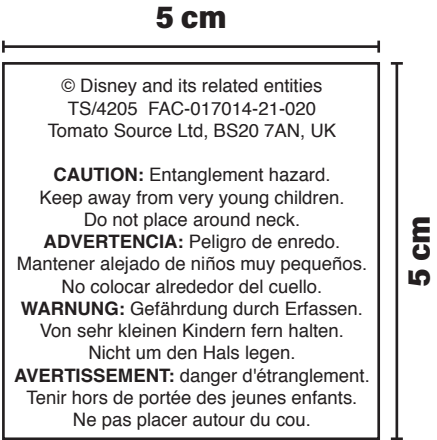 5 cm
© Disney and its related entities
TS/4205  FAC-017014-21-020
Tomato Source Ltd, BS20 7AN, UK
CAUTION: Entanglement hazard.
Keep away from very young children.
Do not place around neck.
ADVERTENCIA: Peligro de enredo.
Mantener alejado de niños muy pequeños.
No colocar alrededor del cuello.
WARNUNG: Gefährdung durch Erfassen.
Von sehr kleinen Kindern fern halten.
Nicht um den Hals legen.
AVERTISSEMENT: danger d'étranglement.
Tenir hors de portée des jeunes enfants.
Ne pas placer autour du cou.
5 cm